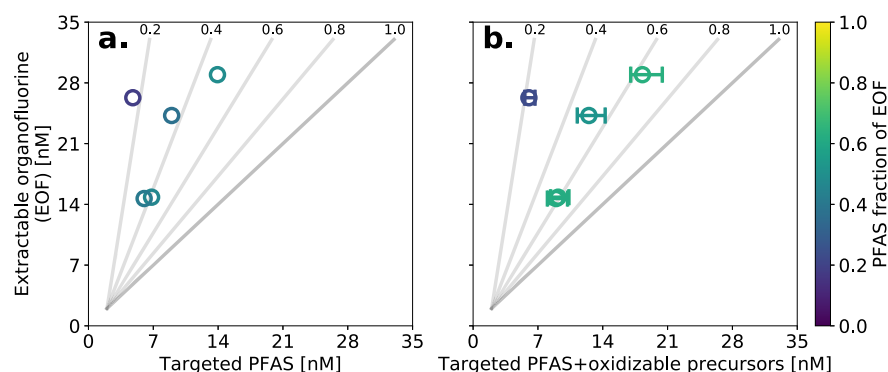 a.
0.2 0.4 0.6 0.8 1.0
35
28
21
14
7
0
Extractable organofluorine
(EOF) [nM]
0 7 14 21 28 35
Targeted PFAS [nM]
b.
0.2 0.4 0.6 0.8 1.0
0 7 14 21 28 35
Targeted PFAS+oxidizable precursors [nM]
1.0
0.8
0.6
0.4
0.2
0.0
PFAS fraction of EOF